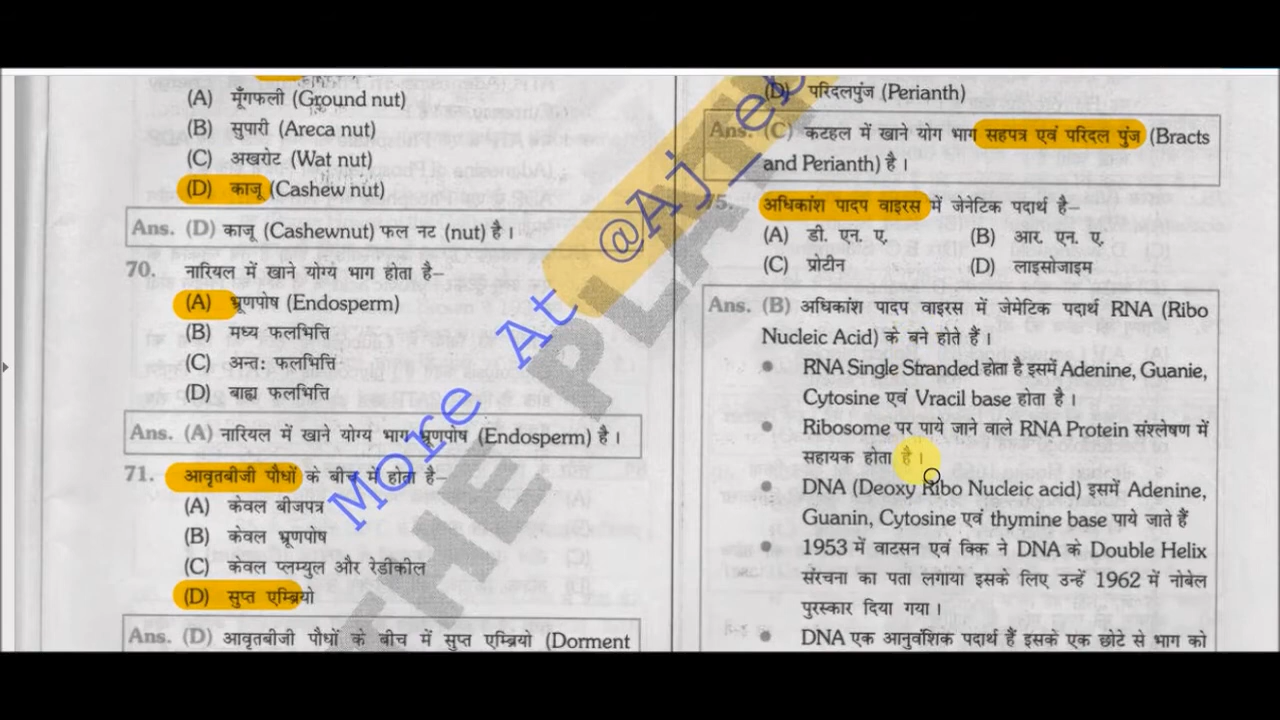 (A) मूँगफली (Ground nut)
(B) सुपारी (Areca nut)
(C) अखरोट (Wat nut)
(D) काजू (Cashew nut)
Ans. (D) काजू (Cashewnut) फल नट (nut) है ।
70. नारियल में खाने योग्ये भाग होता है–
(A) भ्रूणपोष (Endosperm)
(B) मध्य फलभित्ति
(C) अन्तः फलभित्ति
(D) बाह्य फलभित्ति
Ans. (A) नारियल में खाने योग्य भाग भ्रूणपोष (Endosperm) है ।
71. आवृतबीजी पौधों के बीच में होता है–
(A) केवल बीजपत्र
(B) केवल भ्रूणपोष
(C) केवल प्लम्युल और रेडीकील
(D) सुप्त एम्ब्रियो
Ans. (D) आवृतबीजी पौधों के बीच में सुप्त एम्ब्रियो (Dorment
(D) परिदलपुंज (Perianth)
Ans. (C) कटहल में खाने योग भाग सहपत्र एवं परिदल पुंज (Bracts
and Perianth) है ।
75. अधिकांश पादप वाइरस में जेनेटिक पदार्थ है–
(A) डी. एन. ए.
(B) आर. एन. ए.
(C) प्रोटीन
(D) लाइसोजाइम
Ans. (B) अधिकांश पादप वाइरस में जेमेटिक पदार्थ RNA (Ribo
Nucleic Acid) के बने होते हैं ।
RNA Single Stranded होता है इसमें Adenine, Guanie,
Cytosine एवं Vracil base होता है ।
Ribosome पर पाये जाने वाले RNA Protein संश्लेषण में
सहायक होता है ।
DNA (Deoxy Ribo Nucleic acid) इसमें Adenine,
Guanin, Cytosine एवं thymine base पाये जाते हैं
1953 में वाटसन एवं क्रिक ने DNA के Double Helix
संरचना का पता लगाया इसके लिए उन्हें 1962 में नोबेल
पुरस्कार दिया गया ।
DNA एक आनुवंशिक पदार्थ हैं इसके एक छोटे से भाग को
More At @Aj_e
THE PLAT